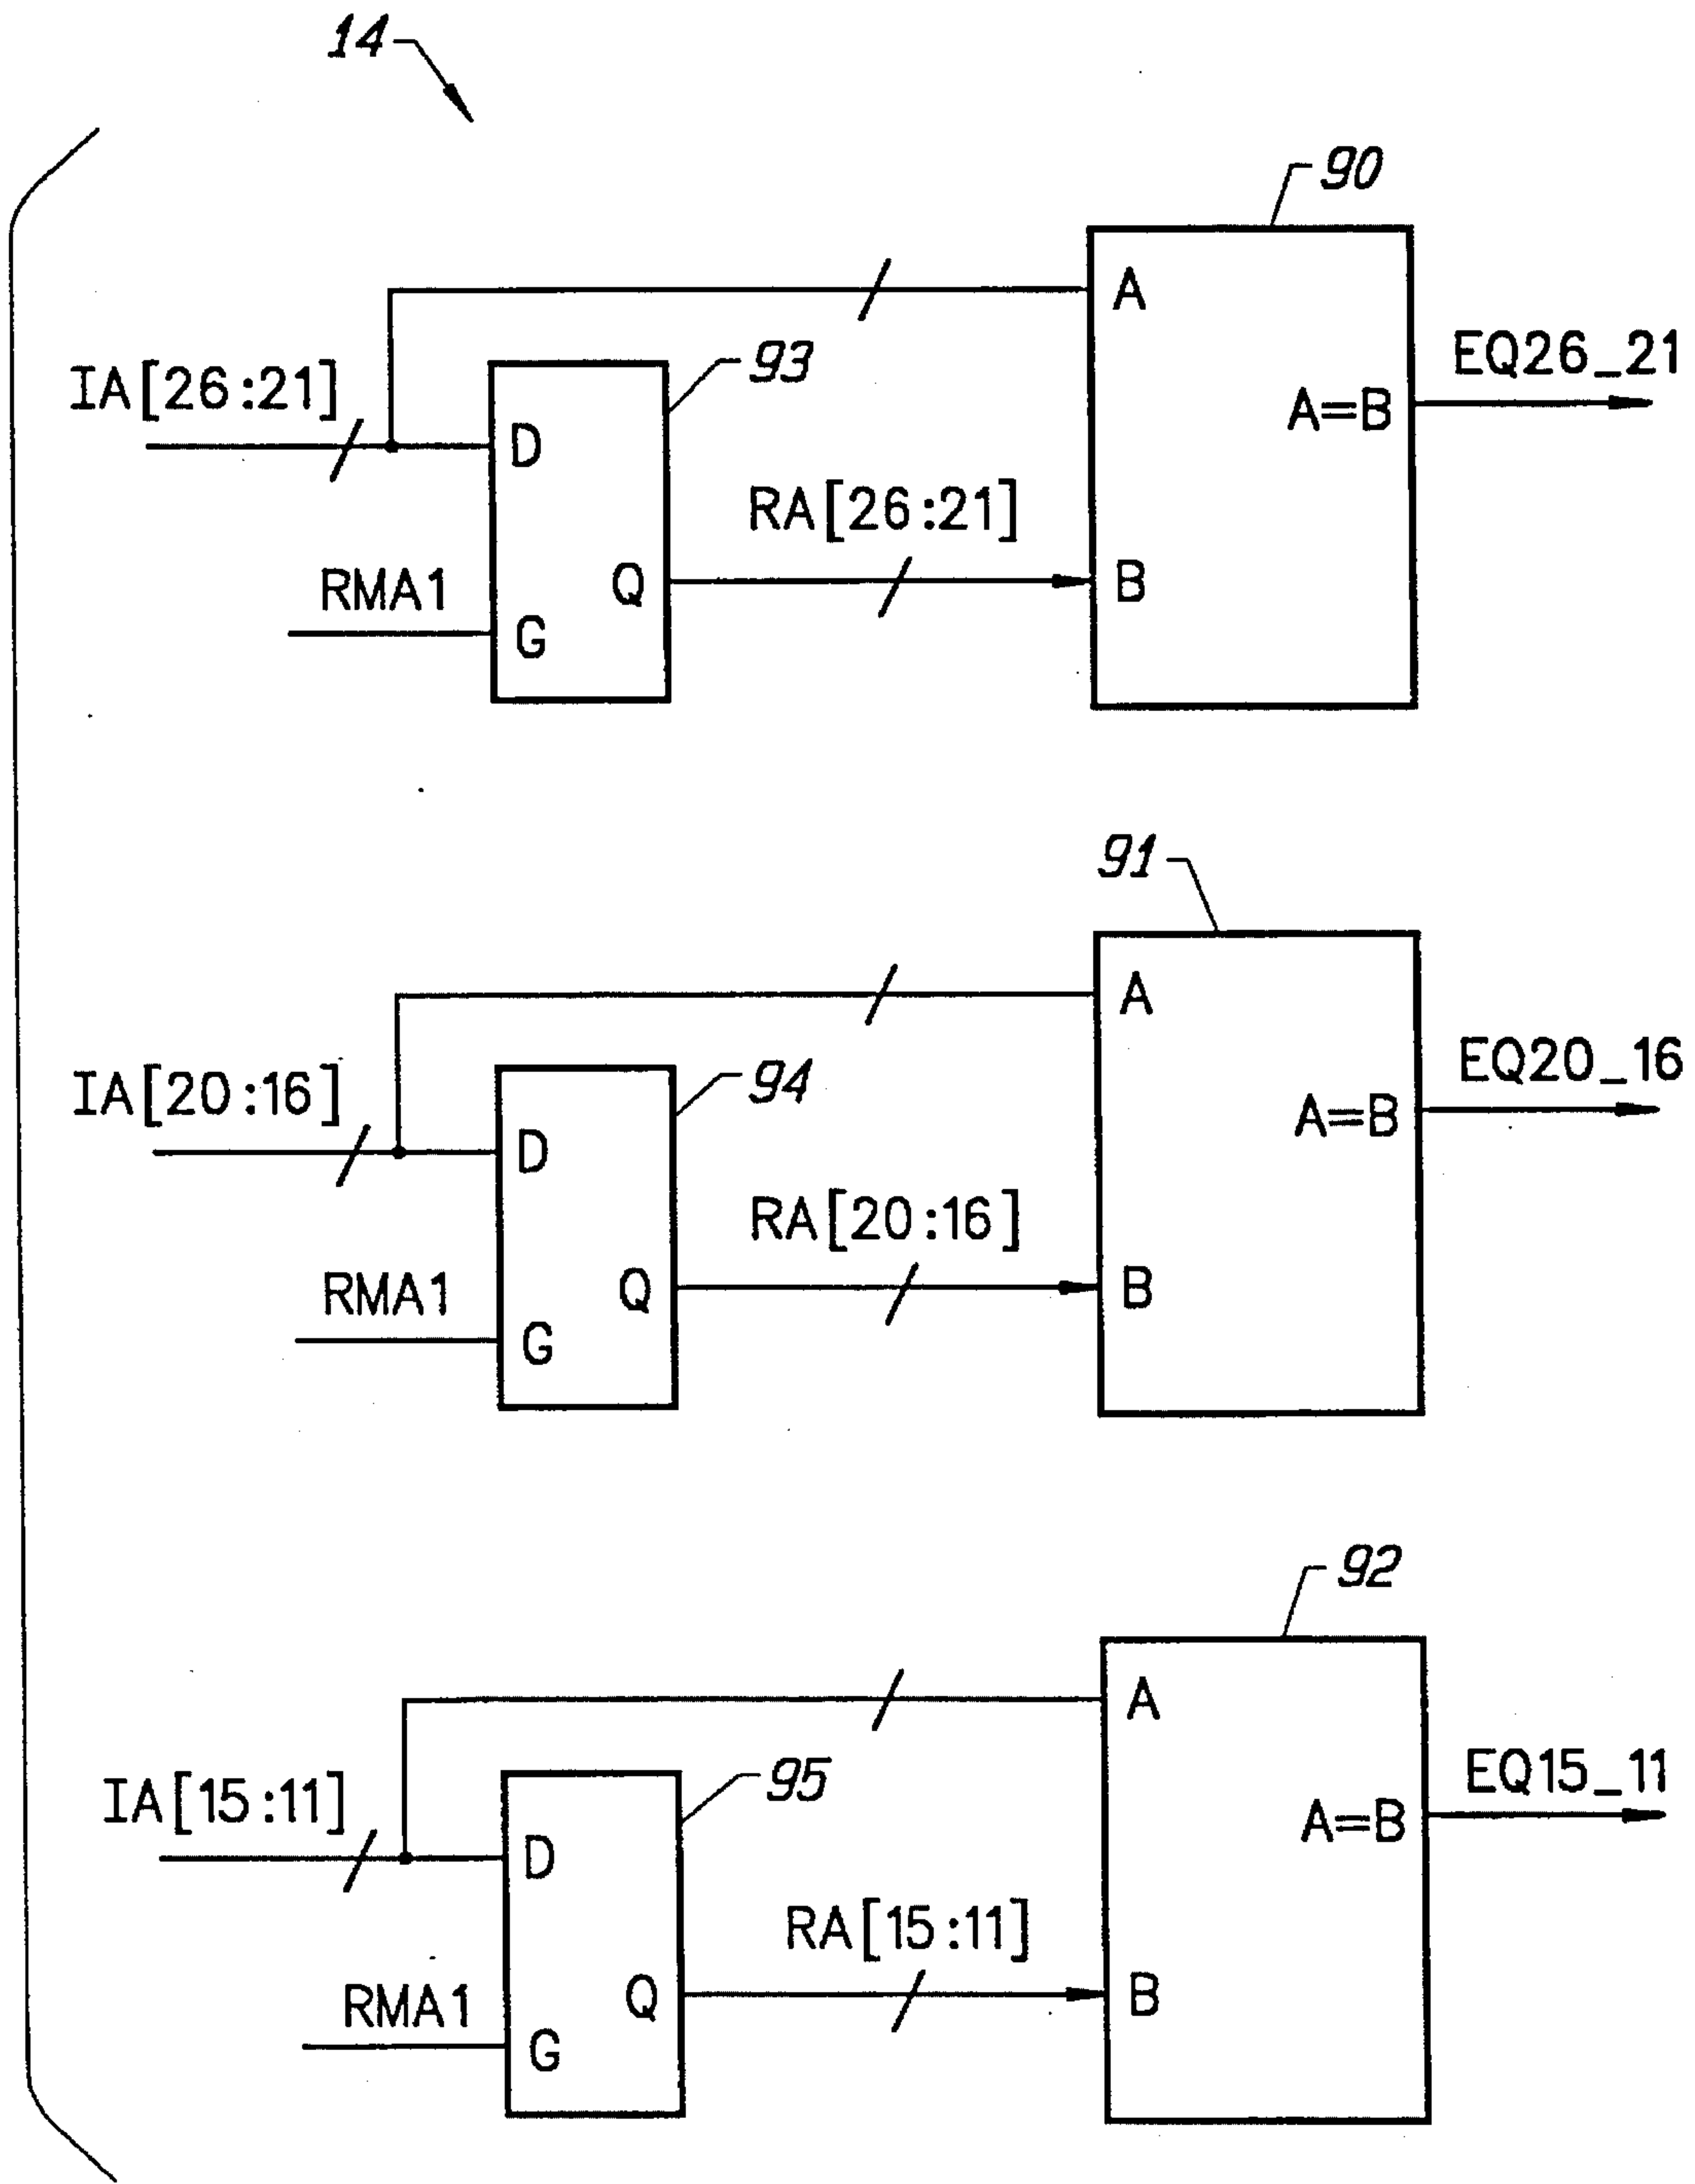 14
90
A
93
EQ26_21
IA[26:21]
A=B
D
RA[26:21]
RMA1
Q
B
G
91
A
94
EQ20_16
IA[20:16]
A=B
D
RA[20:16]
RMA1
Q
B
G
92
A
95
EQ15_11
IA[15:11]
A=B
D
RA[15:11]
RMA1
Q
B
G